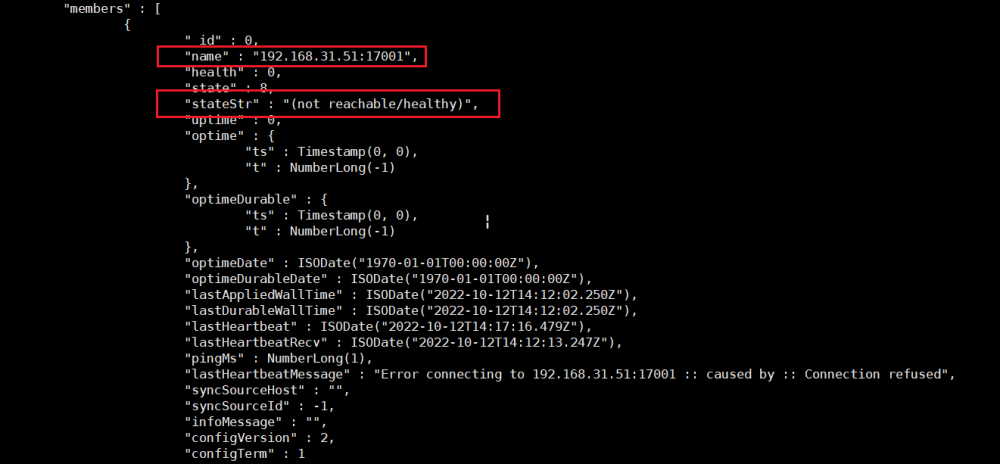 "members" : [
{
"_id" : 0,
"name" : "192.168.31.51:17001",
"health" : 0,
"state" : 8,
"stateStr" : "(not reachable/healthy)",
"uptime" : 0,
"optime" : {
"ts" : Timestamp(0, 0),
"t" : NumberLong(-1)
},
"optimeDurable" : {
"ts" : Timestamp(0, 0),
"t" : NumberLong(-1)
},
"optimeDate" : ISODate("1970-01-01T00:00:00Z"),
"optimeDurableDate" : ISODate("1970-01-01T00:00:00Z"),
"lastAppliedWallTime" : ISODate("2022-10-12T14:12:02.250Z"),
"lastDurableWallTime" : ISODate("2022-10-12T14:12:02.250Z"),
"lastHeartbeat" : ISODate("2022-10-12T14:17:16.479Z"),
"lastHeartbeatRecv" : ISODate("2022-10-12T14:12:13.247Z"),
"pingMs" : NumberLong(1),
"lastHeartbeatMessage" : "Error connecting to 192.168.31.51:17001 :: caused by :: Connection refused",
"syncSourceHost" : "",
"syncSourceId" : -1,
"infoMessage" : "",
"configVersion" : 2,
"configTerm" : 1